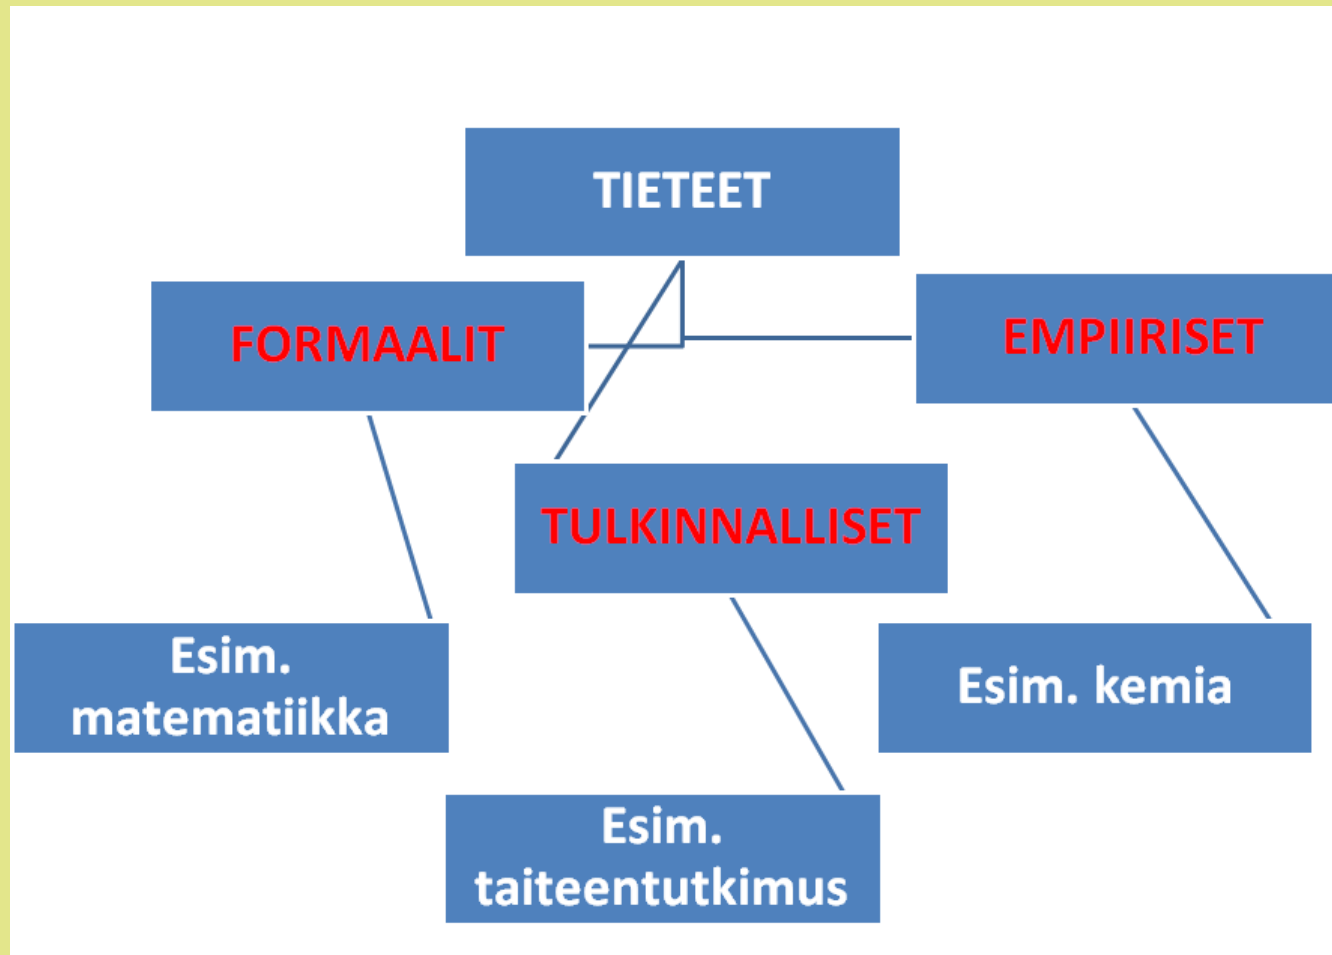 TIETEET
FORMAALIT
EMPIIRISET
TULKINNALLISET
Esim.
matematiikka
Esim. kemia
Esim.
taiteentutkimus